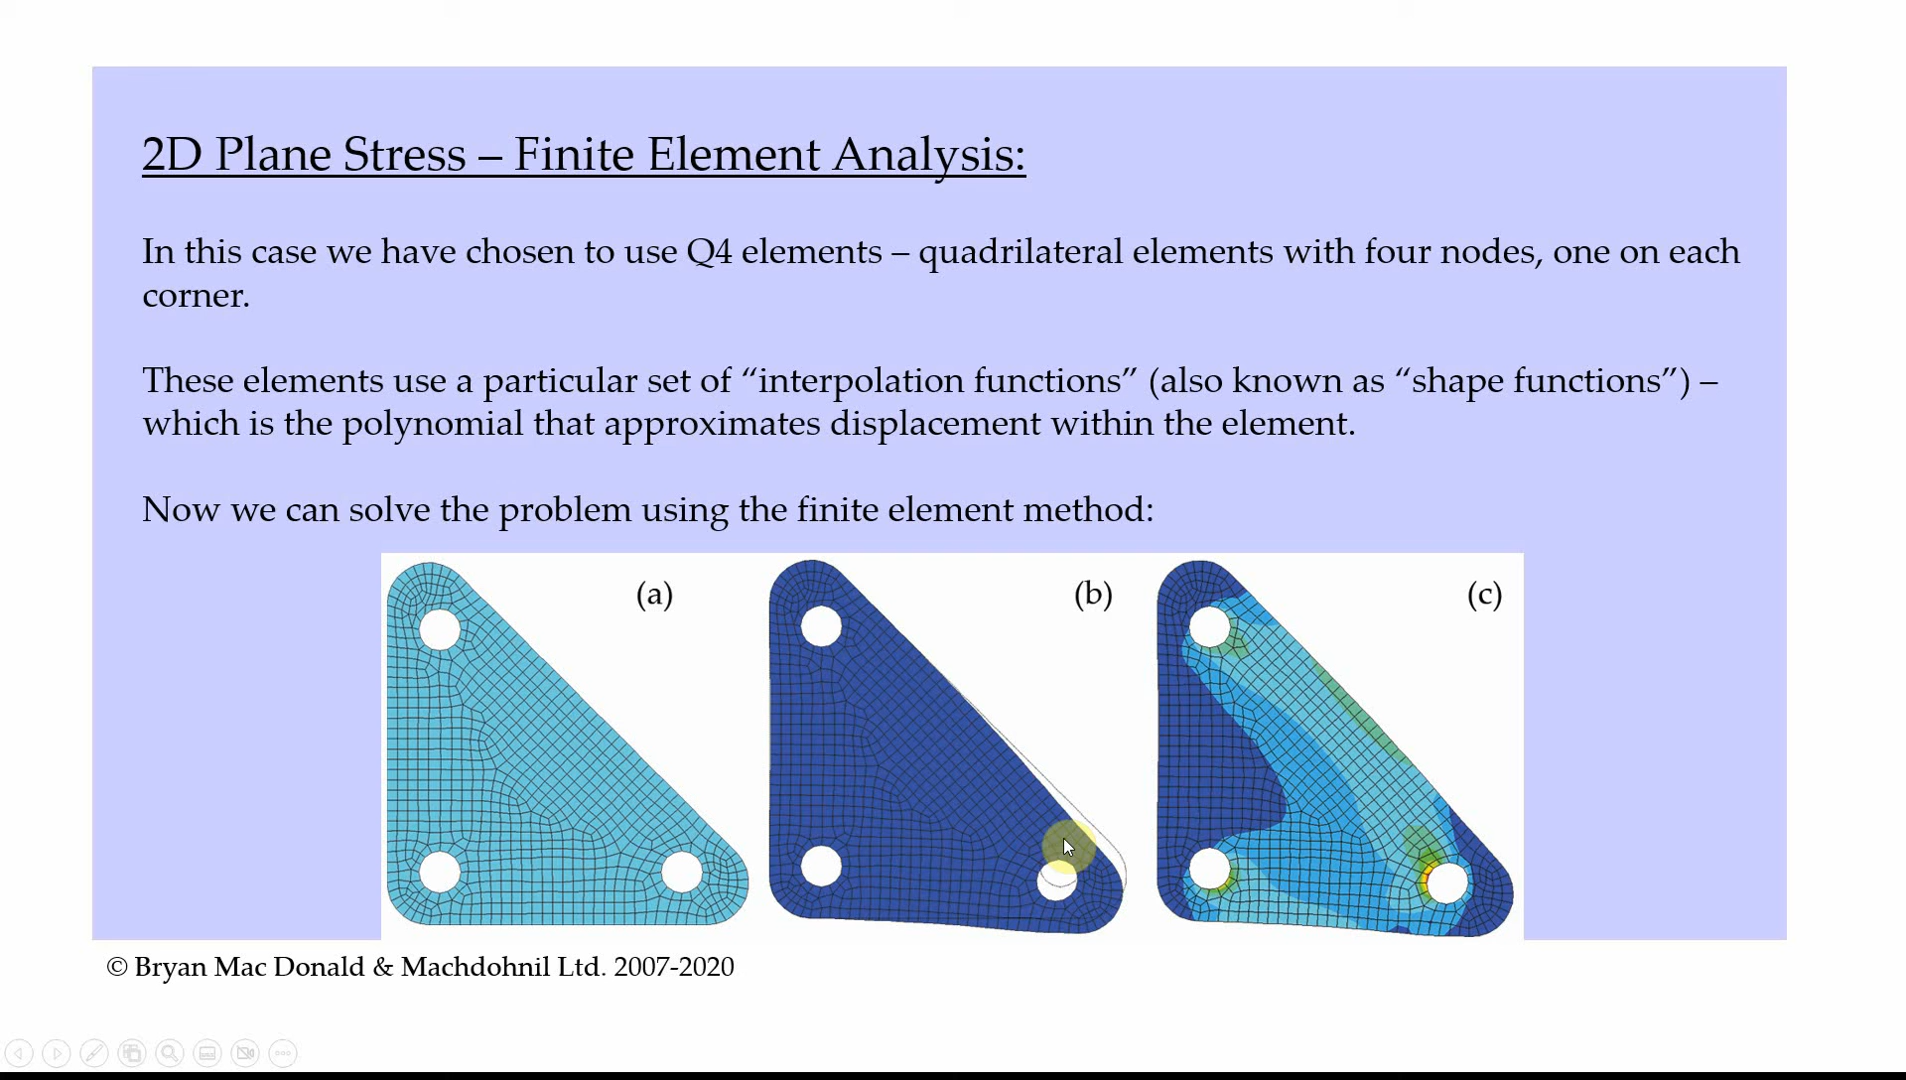 2D Plane Stress – Finite Element Analysis:
In this case we have chosen to use Q4 elements – quadrilateral elements with four nodes, one on each
corner.
These elements use a particular set of “interpolation functions” (also known as “shape functions”) –
which is the polynomial that approximates displacement within the element.
Now we can solve the problem using the finite element method:
(a)
(b)
(c)
© Bryan Mac Donald & Machdohnil Ltd. 2007-2020